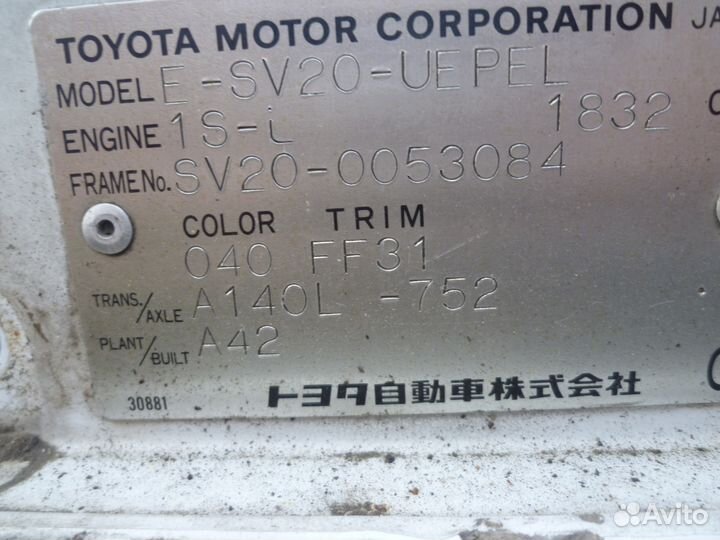 TOYOTA MOTOR CORPORATION JA
MODEL E-SV20-UEPEL
ENGINE 1S-i 1832 C
FRAME No. SV20-0053084
COLOR TRIM
040 FF31
TRANS./AXLE A140L -752
PLANT/BUILT A42
30881 トヨタ自動車株式会社
Avito